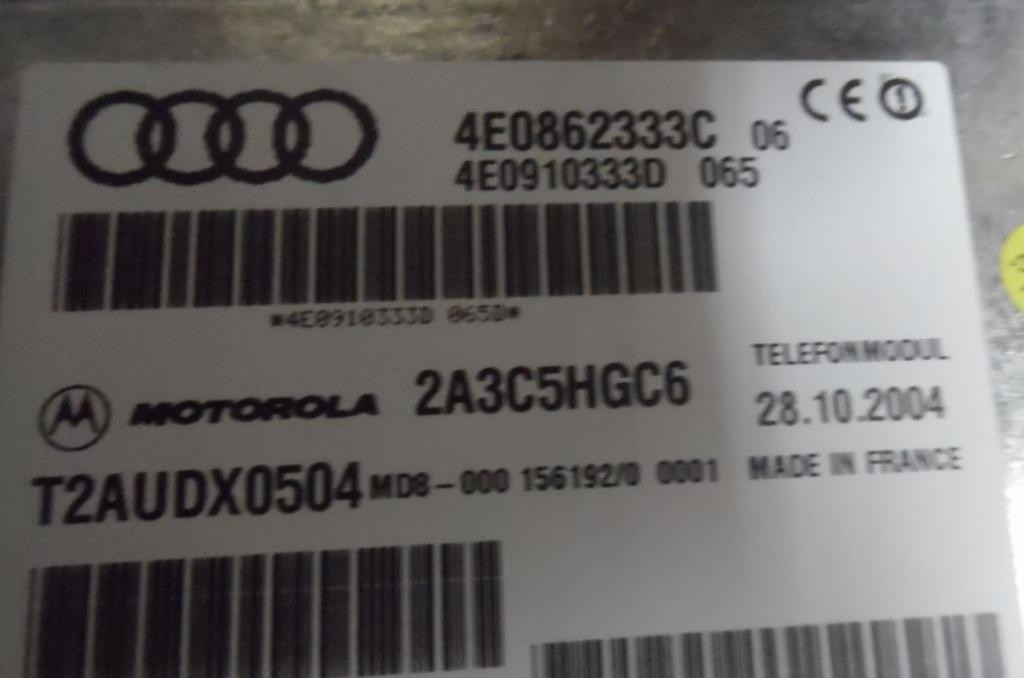 4E0862333C 06
4E0910333D 065
*4E0910333D 065D*
TELEFONMODUL
MOTOROLA 2A3C5HGC6
28.10.2004
T2AUDX0504 MD8-000 156192/0 0001
MADE IN FRANCE